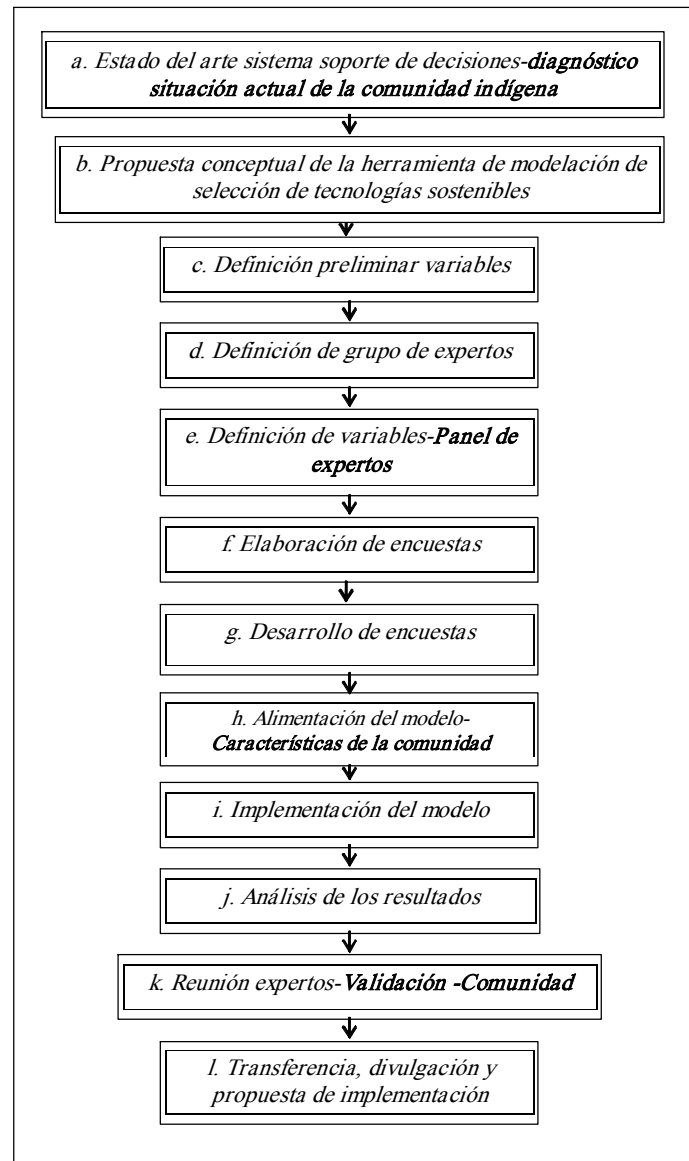 a. Estado del arte sistema soporte de decisiones-diagnóstico
situación actual de la comunidad indígena
b. Propuesta conceptual de la herramienta de modelación de
selección de tecnologías sostenibles
c. Definición preliminar variables
d. Definición de grupo de expertos
e. Definición de variables-Panel de
expertos
f. Elaboración de encuestas
g. Desarrollo de encuestas
h. Alimentación del modelo-
Características de la comunidad
i. Implementación del modelo
j. Análisis de los resultados
k. Reunión expertos-Validación -Comunidad
l. Transferencia, divulgación y
propuesta de implementación